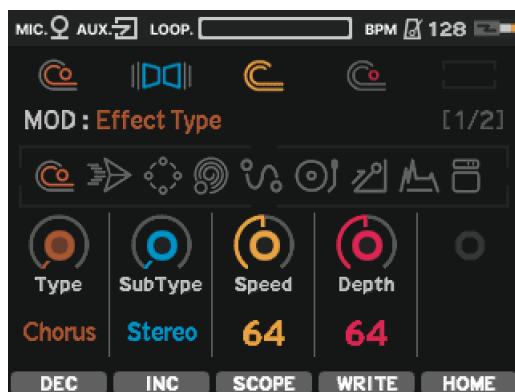 MIC. AUX. LOOP. BPM 128
MOD : Effect Type [1/2]
Type SubType Speed Depth
Chorus Stereo 64 64
DEC INC SCOPE WRITE HOME